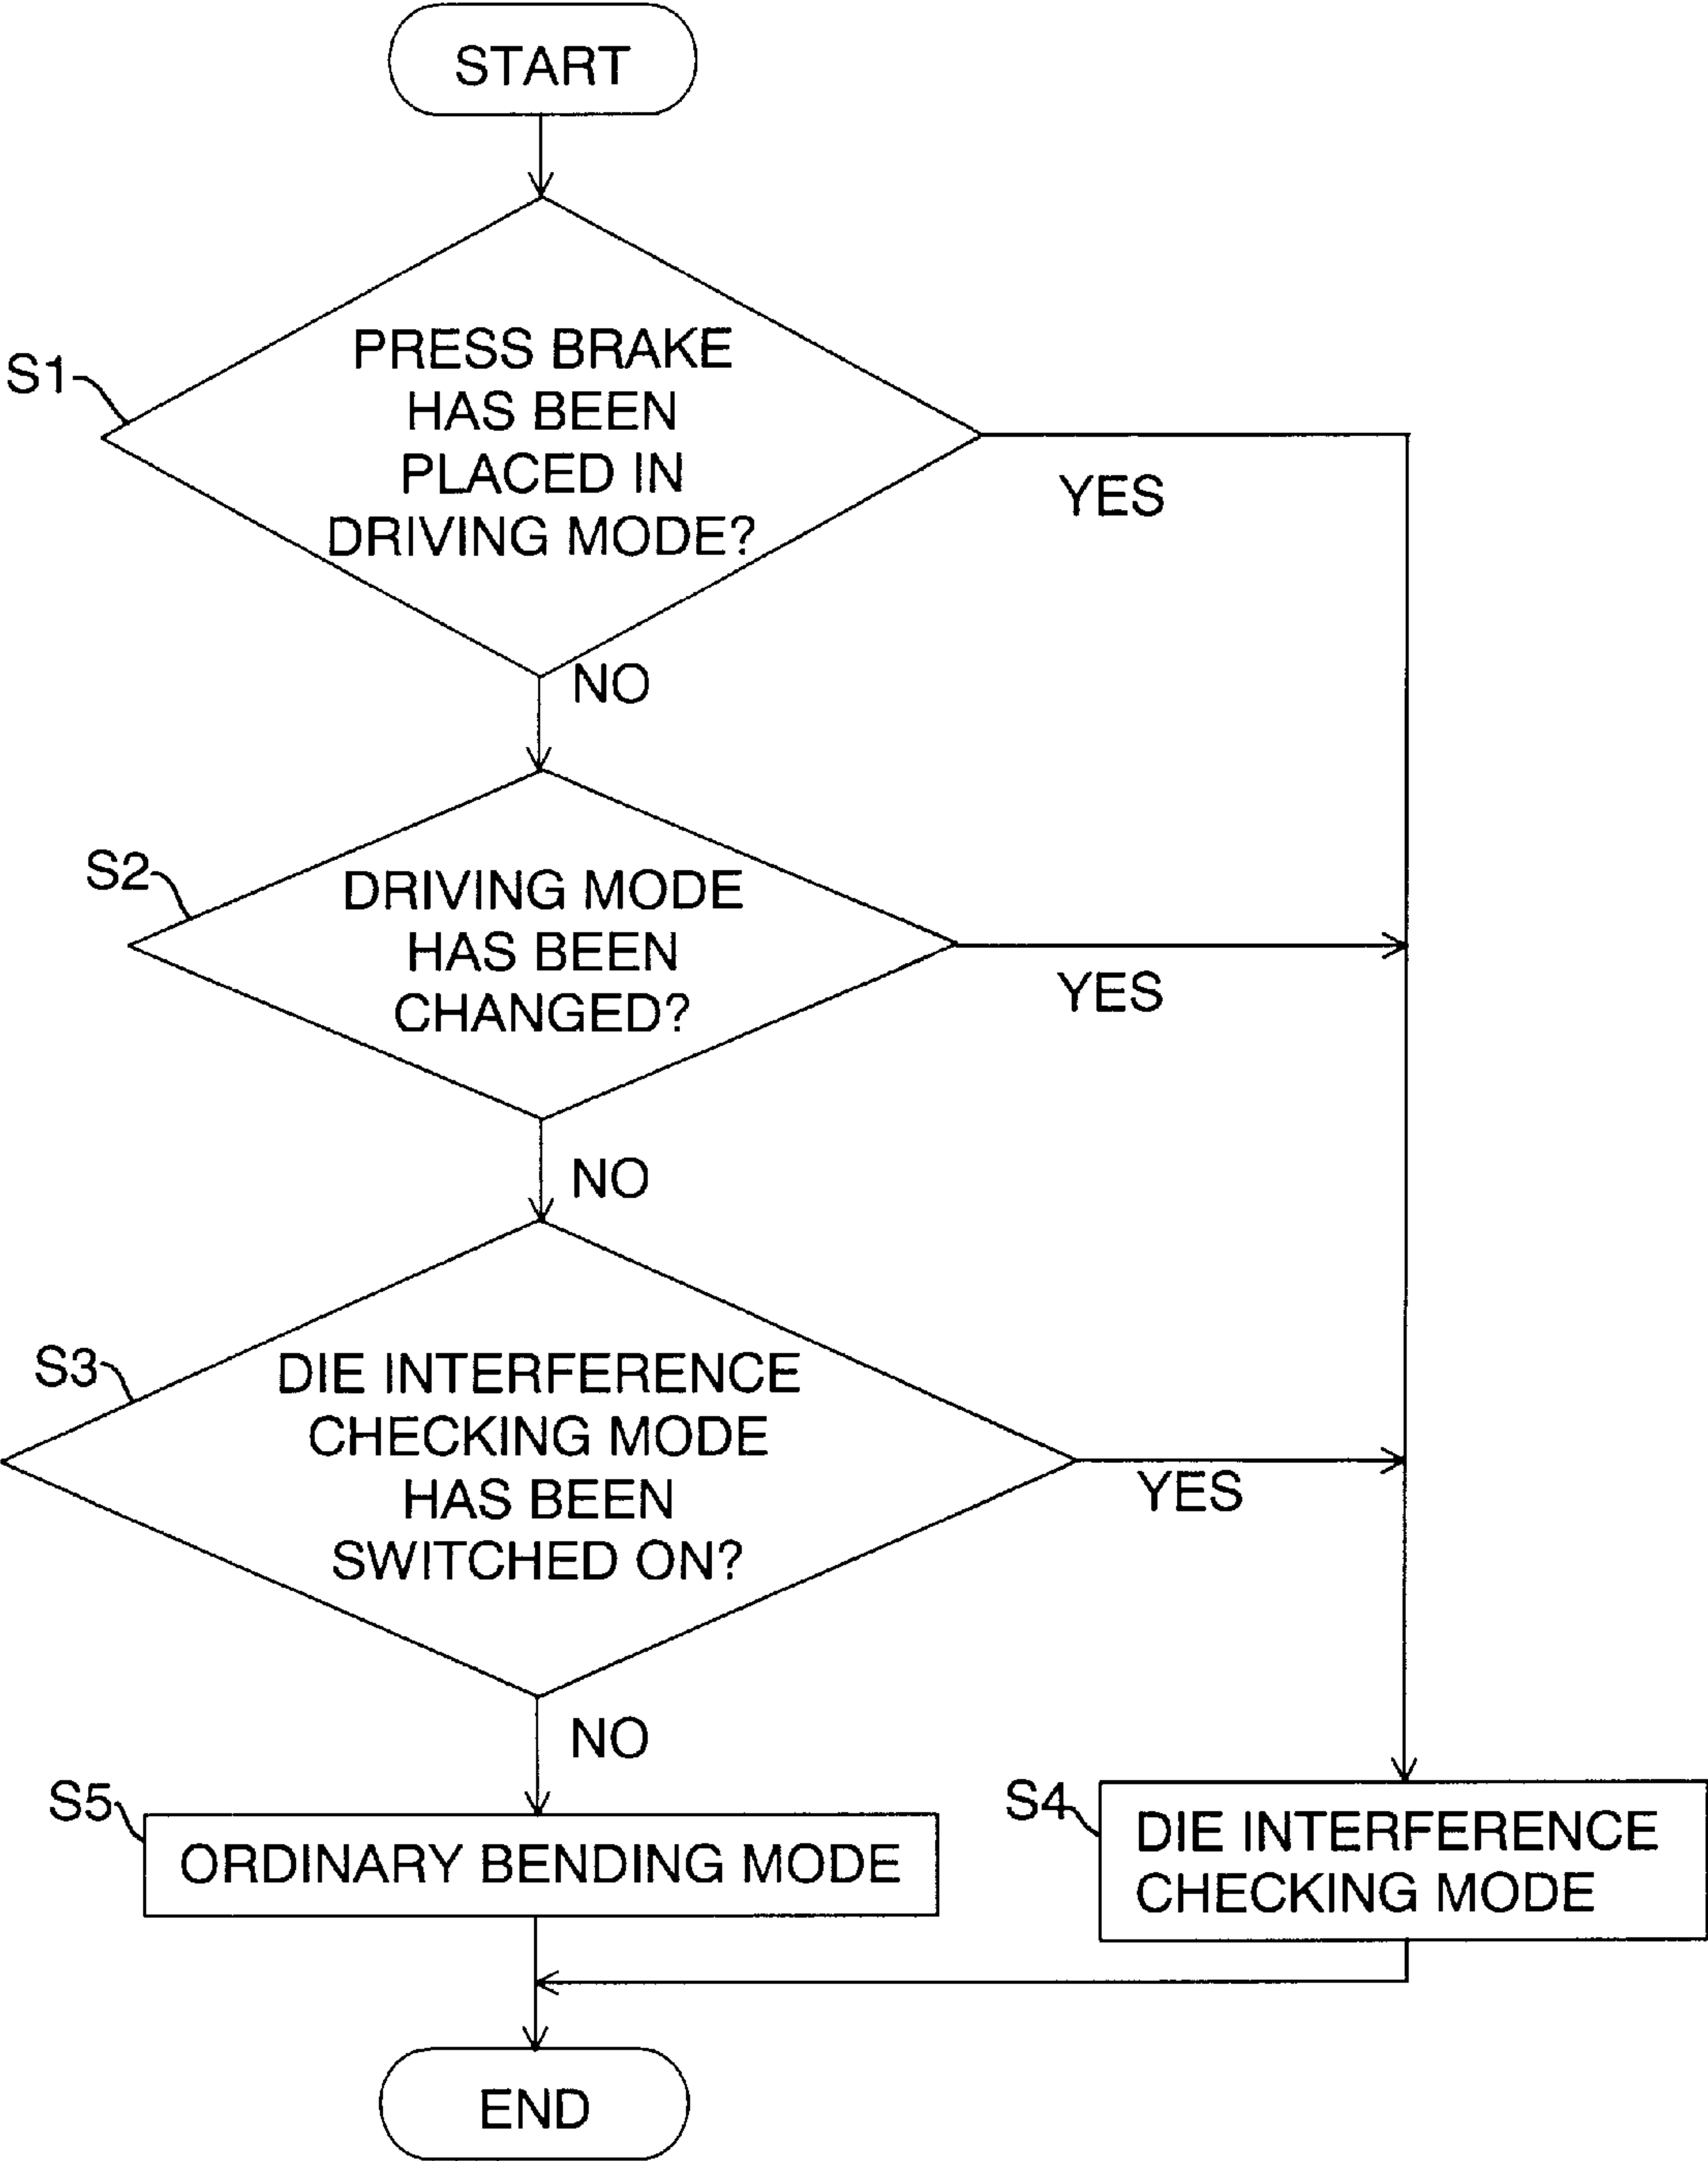 START
S1
PRESS BRAKE
HAS BEEN
PLACED IN
DRIVING MODE?
YES
NO
S2
DRIVING MODE
HAS BEEN
CHANGED?
YES
NO
S3
DIE INTERFERENCE
CHECKING MODE
HAS BEEN
SWITCHED ON?
YES
NO
S5
ORDINARY BENDING MODE
S4
DIE INTERFERENCE
CHECKING MODE
END